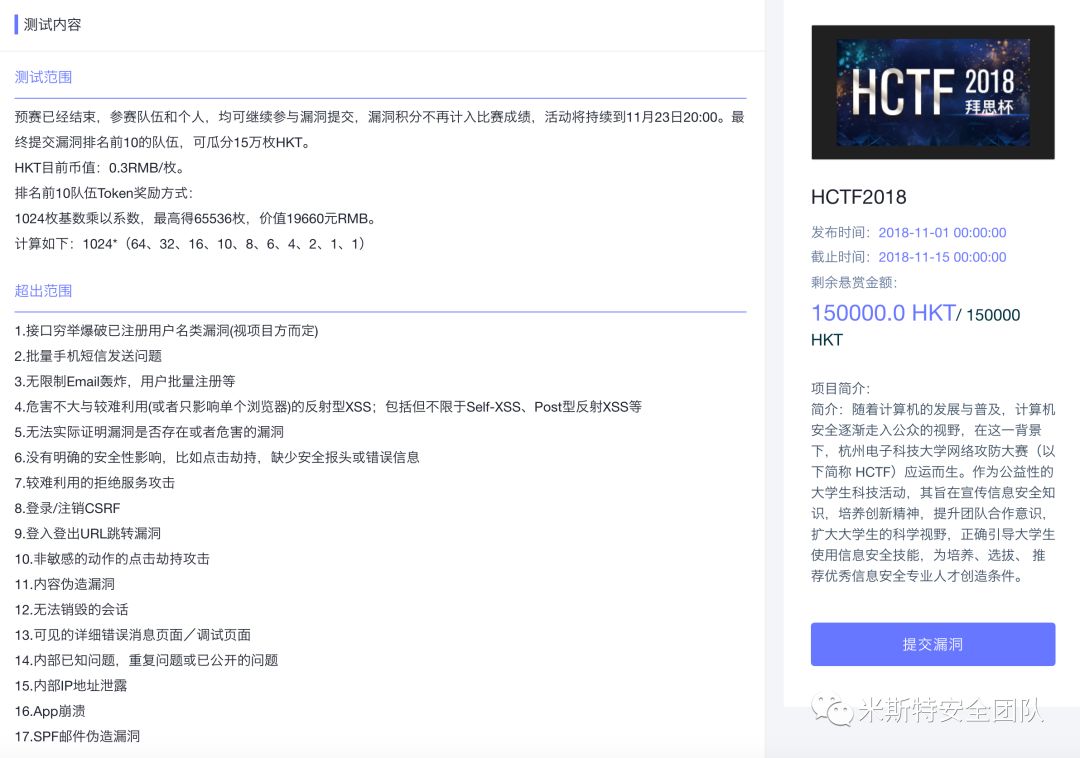 测试内容
测试范围
预赛已经结束，参赛队伍和个人，均可继续参与漏洞提交，漏洞积分不再计入比赛成绩，活动将持续到11月23日20:00。最
终提交漏洞排名前10的队伍，可瓜分15万枚HKT。
HKT目前币值：0.3RMB/枚。
排名前10队伍Token奖励方式：
1024枚基数乘以系数，最高得65536枚，价值19660元RMB。
计算如下：1024*（64、32、16、10、8、6、4、2、1、1）
超出范围
1.接口穷举爆破已注册用户名类漏洞(视项目方而定)
2.批量手机短信发送问题
3.无限制Email轰炸，用户批量注册等
4.危害不大与较难利用(或者只影响单个浏览器)的反射型XSS；包括但不限于Self-XSS、Post型反射XSS等
5.无法实际证明漏洞是否存在或者危害的漏洞
6.没有明确的安全性影响，比如点击劫持，缺少安全报头或错误信息
7.较难利用的拒绝服务攻击
8.登录/注销CSRF
9.登入登出URL跳转漏洞
10.非敏感的动作的点击劫持攻击
11.内容伪造漏洞
12.无法销毁的会话
13.可见的详细错误消息页面／调试页面
14.内部已知问题，重复问题或已公开的问题
15.内部IP地址泄露
16.App崩溃
17.SPF邮件伪造漏洞
HCTF 2018
拜思杯
HCTF2018
发布时间：2018-11-01 00:00:00
截止时间：2018-11-15 00:00:00
剩余悬赏金额：
150000.0 HKT/ 150000
HKT
项目简介：
简介：随着计算机的发展与普及，计算机
安全逐渐走入公众的视野，在这一背景
下，杭州电子科技大学网络攻防大赛（以
下简称 HCTF）应运而生。作为公益性的
大学生科技活动，其旨在宣传信息安全知
识，培养创新精神，提升团队合作意识，
扩大大学生的科学视野，正确引导大学生
使用信息安全技能，为培养、选拔、 推
荐优秀信息安全专业人才创造条件。
提交漏洞
米斯特安全团队